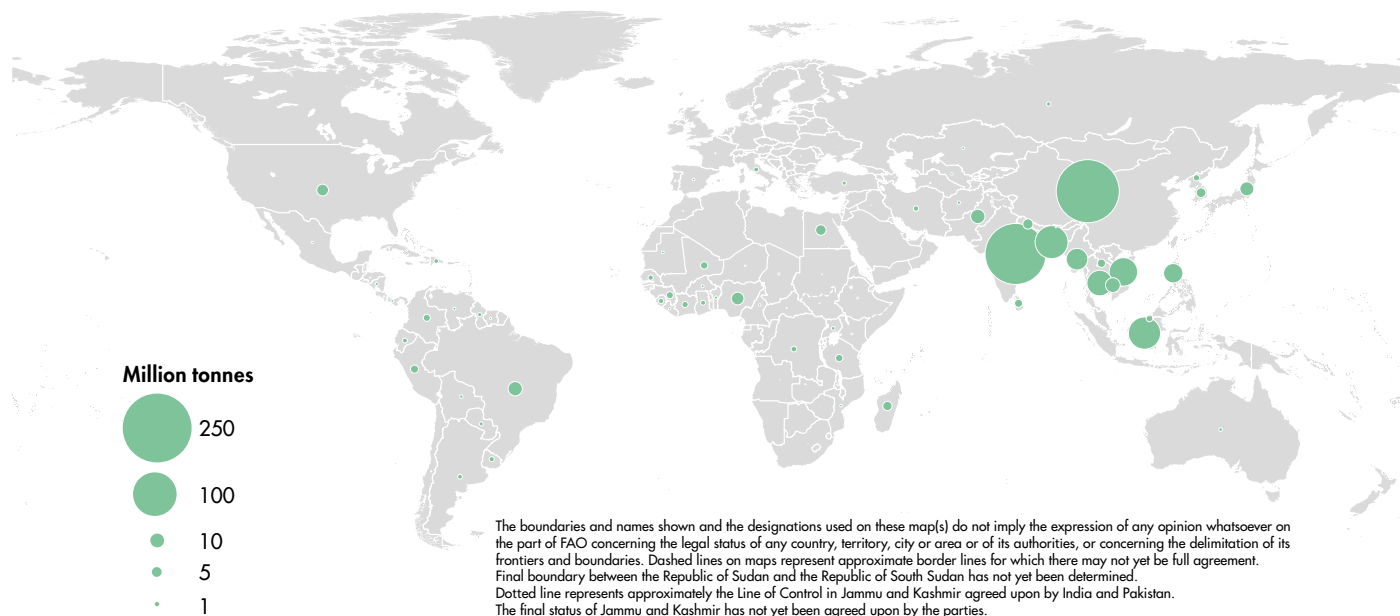 Million tonnes
250
100
10
5
1
The boundaries and names shown and the designations used on these map(s) do not imply the expression of any opinion whatsoever on
the part of FAO concerning the legal status of any country, territory, city or area or of its authorities, or concerning the delimitation of its
frontiers and boundaries. Dashed lines on maps represent approximate border lines for which there may not yet be full agreement.
Final boundary between the Republic of Sudan and the Republic of South Sudan has not yet been determined.
Dotted line represents approximately the Line of Control in Jammu and Kashmir agreed upon by India and Pakistan.
The final status of Jammu and Kashmir has not yet been agreed upon by the parties.